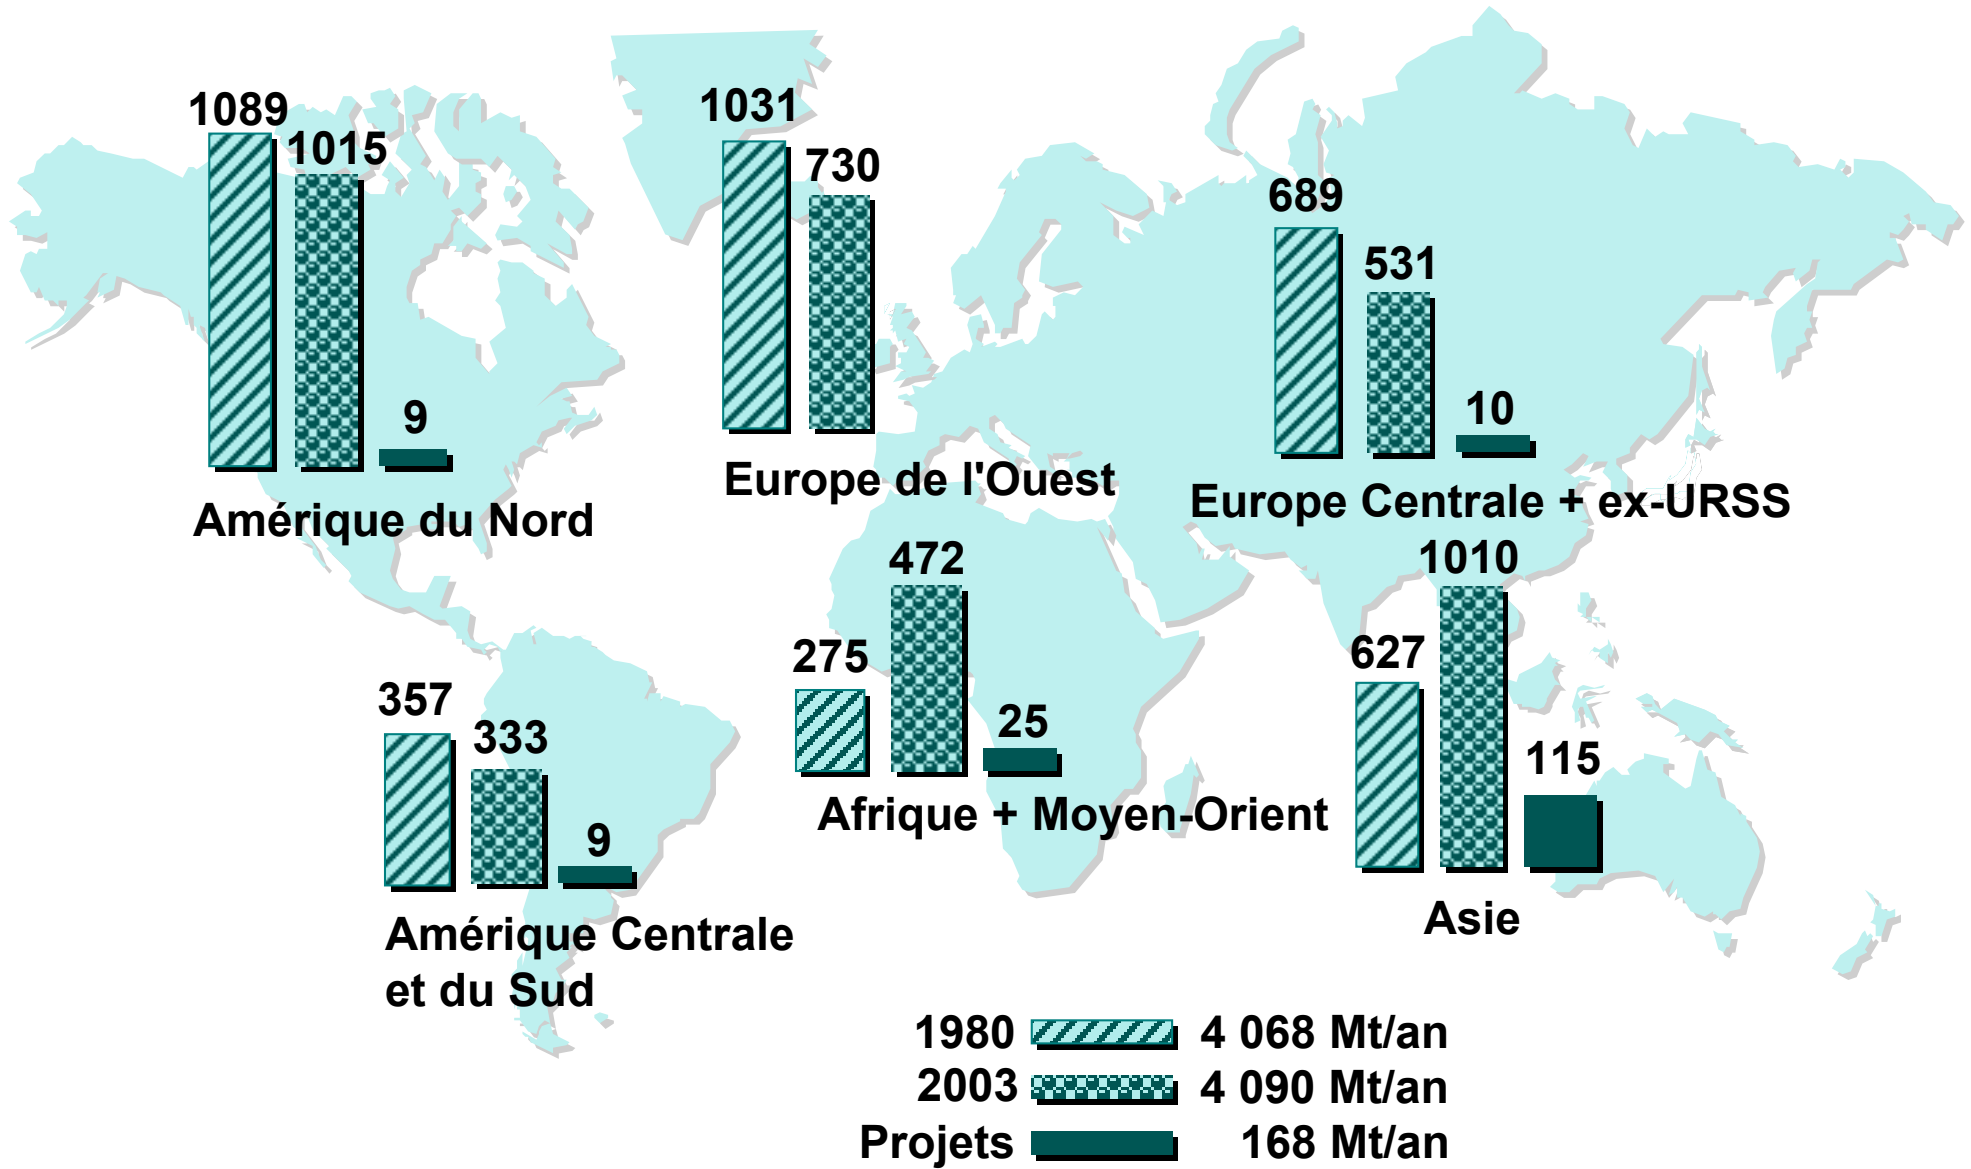 1089
1015
9
Amérique du Nord
1031
730
Europe de l'Ouest
689
531
10
Europe Centrale + ex-URSS
357
333
9
Amérique Centrale
et du Sud
275
472
25
Afrique + Moyen-Orient
627
1010
115
Asie
1980 4 068 Mt/an
2003 4 090 Mt/an
Projets 168 Mt/an